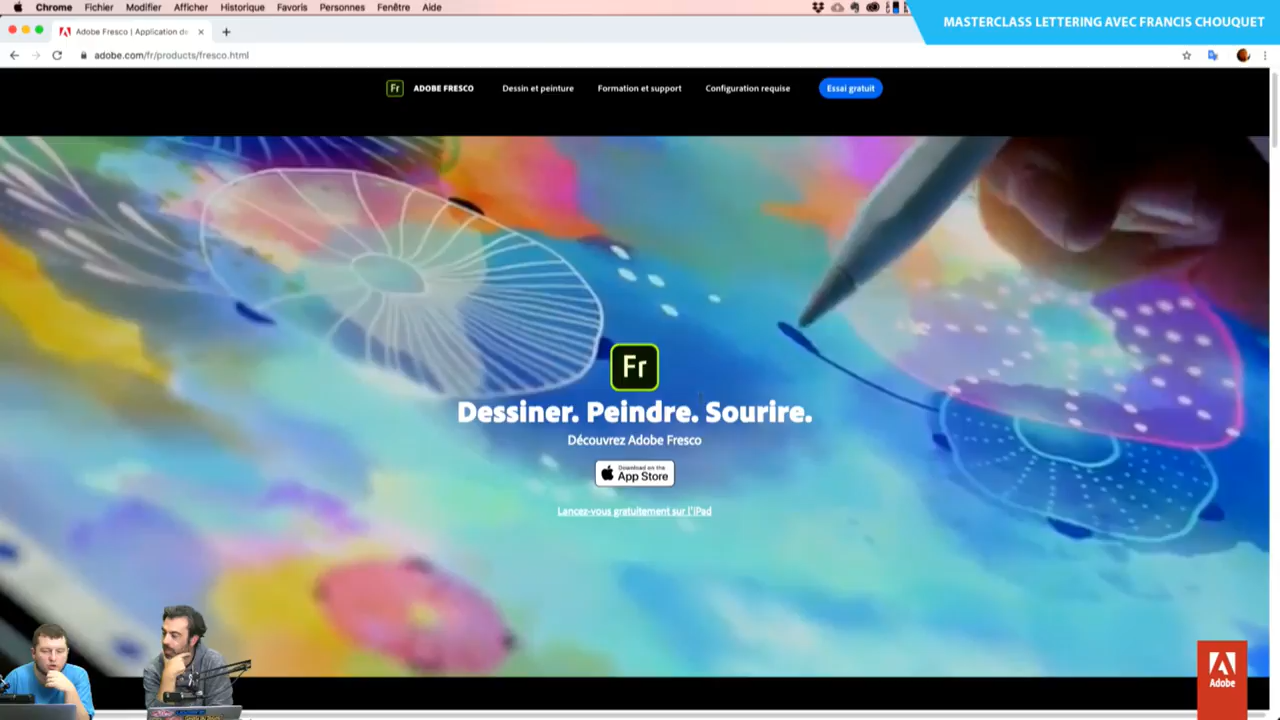 Chrome Fichier Modifier Afficher Historique Favoris Personnes Fenêtre Aide
MASTERCLASS LETTERING AVEC FRANCIS CHOUQUET
Adobe Fresco | Application de
adobe.com/fr/products/fresco.html
Fr ADOBE FRESCO Dessin et peinture Formation et support Configuration requise Essai gratuit
Fr
Dessiner. Peindre. Sourire.
Découvrez Adobe Fresco
Download on the
App Store
Lancez-vous gratuitement sur l'iPad
Adobe